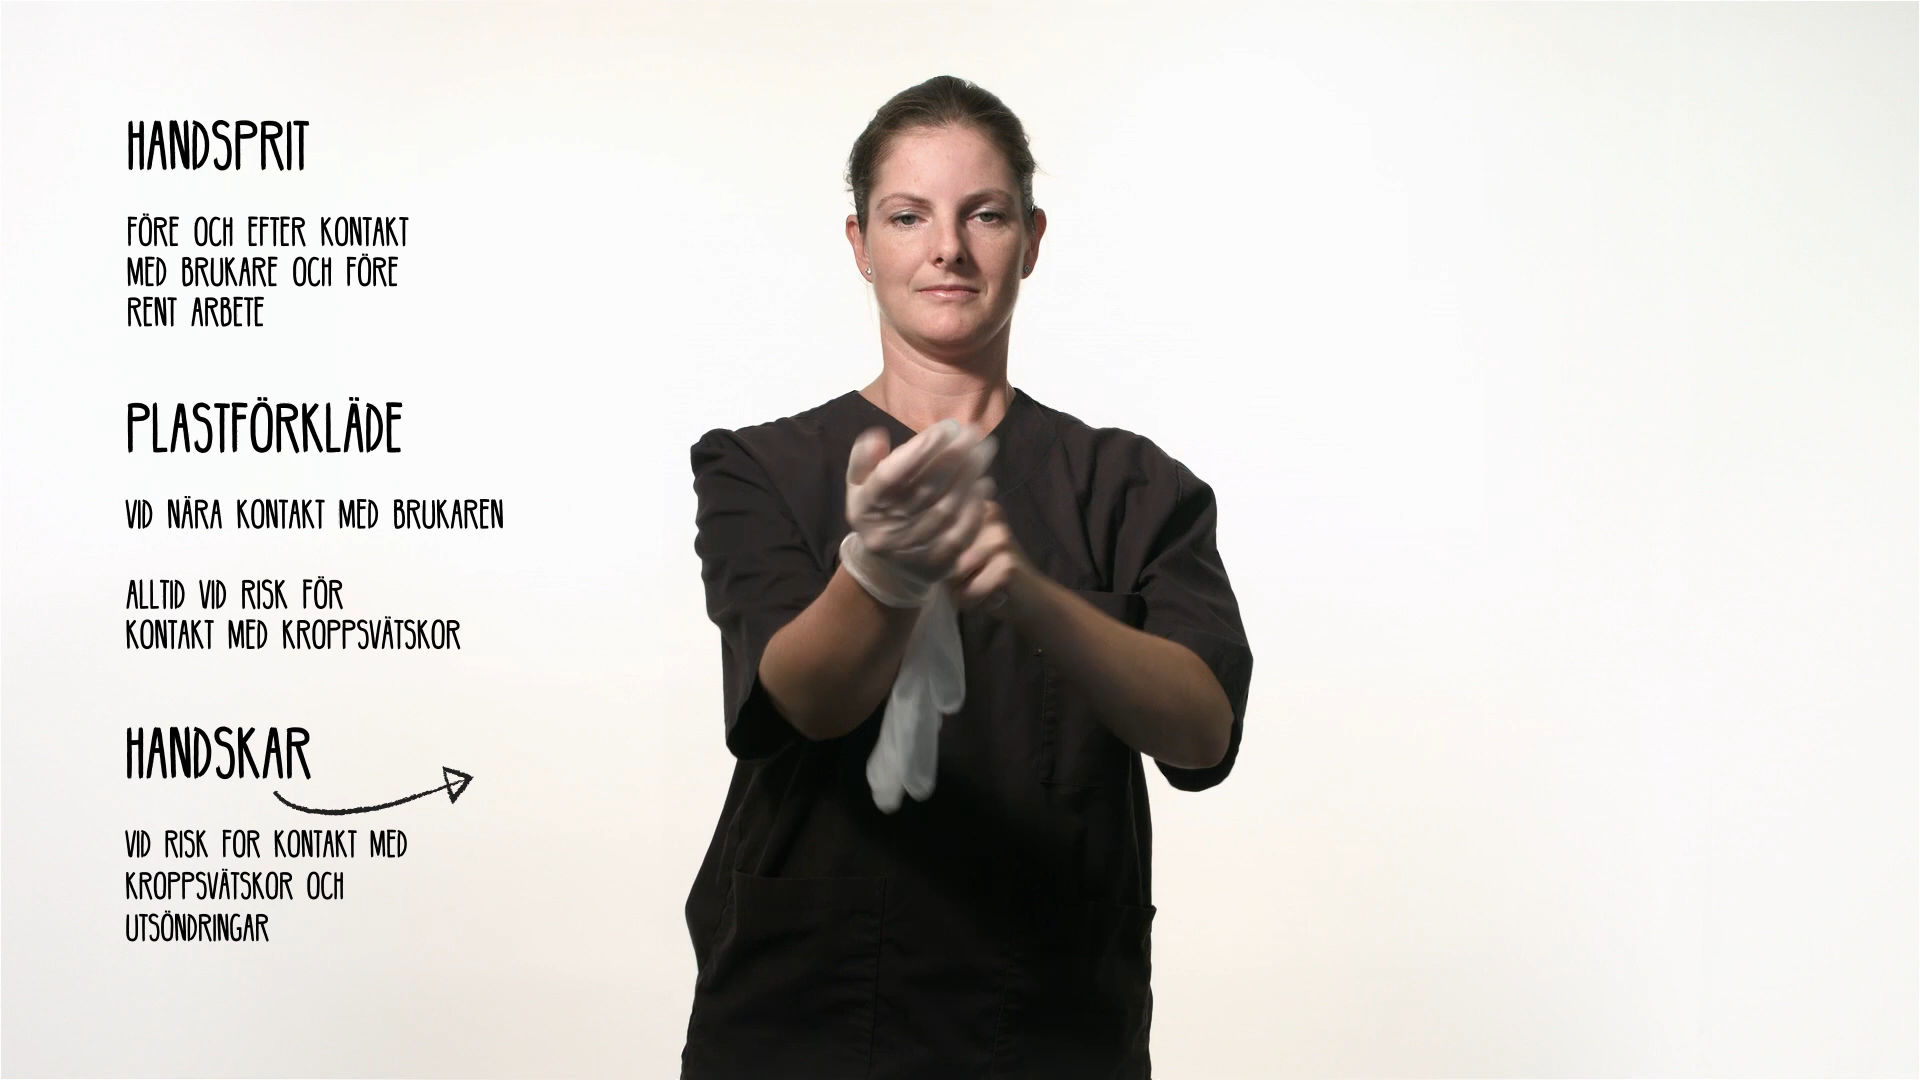 HANDSPRIT
FÖRE OCH EFTER KONTAKT
MED BRUKARE OCH FÖRE
RENT ARBETE
PLASTFÖRKLÄDE
VID NÄRA KONTAKT MED BRUKAREN
ALLTID VID RISK FÖR
KONTAKT MED KROPPSVÄTSKOR
HANDSKAR
VID RISK FOR KONTAKT MED
KROPPSVÄTSKOR OCH
UTSÖNDRINGAR